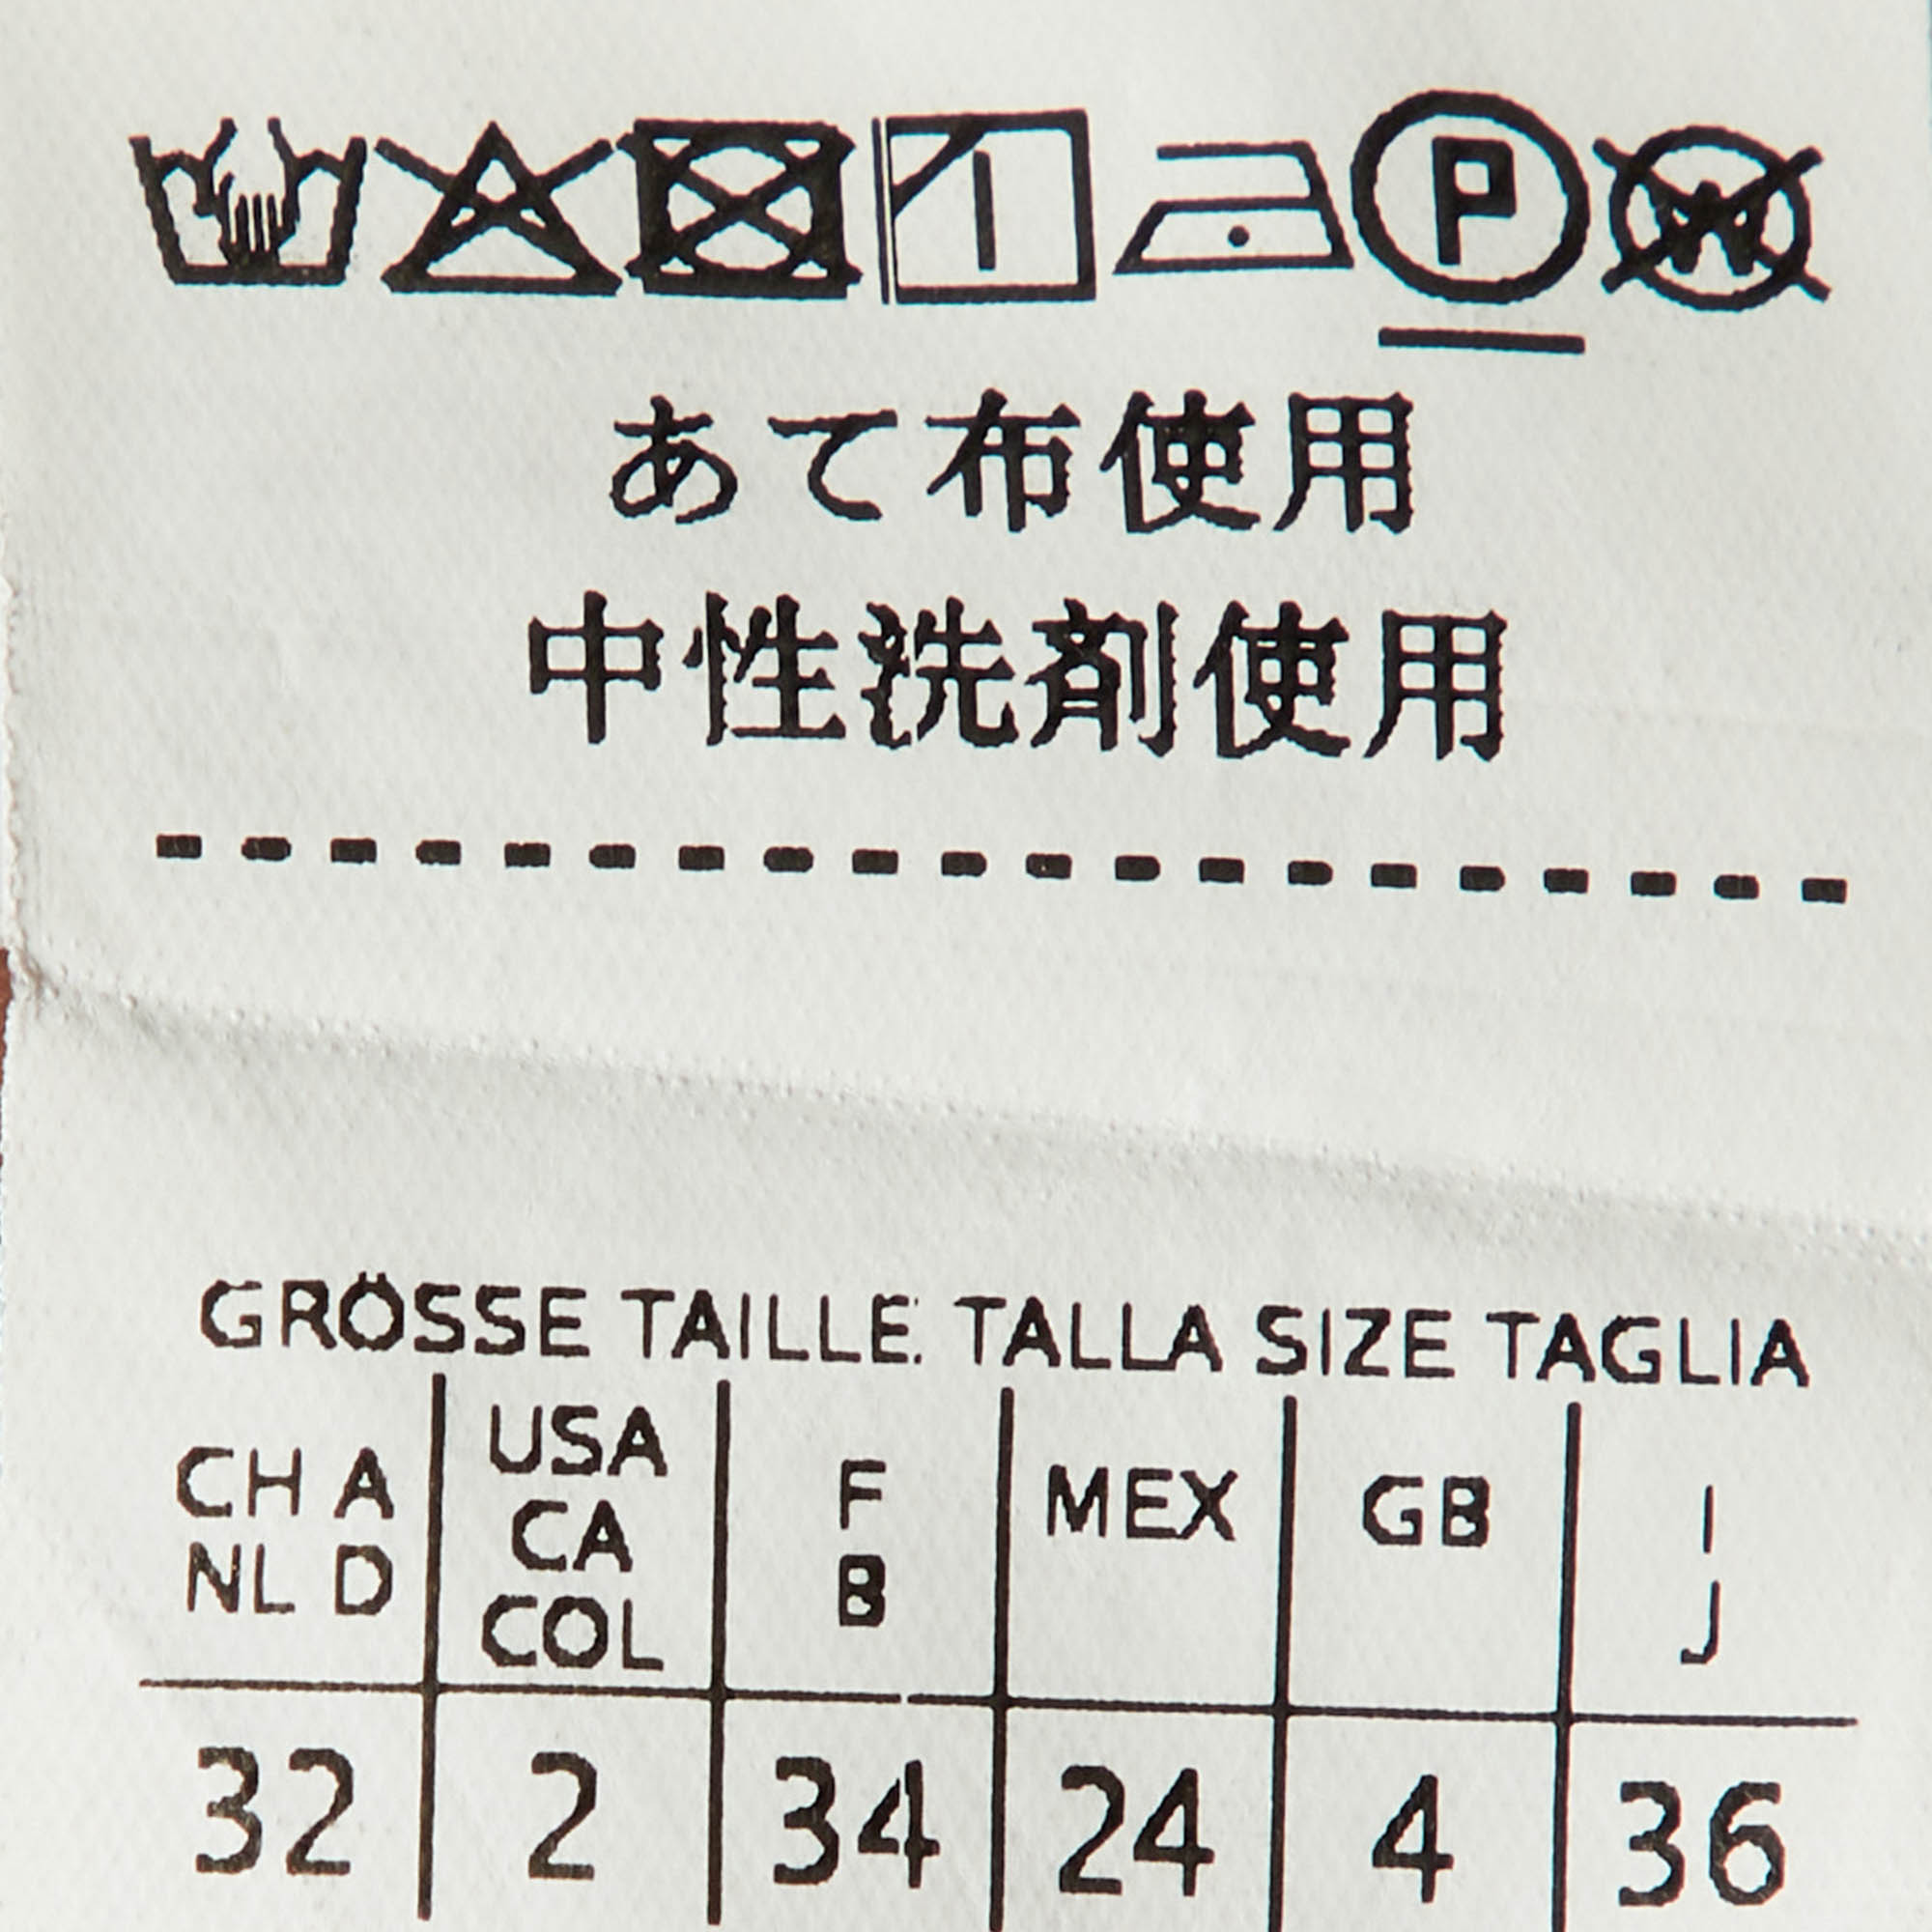 P W
あて布使用
中性洗剤使用
GRÖSSE TAILLE TALLA SIZE TAGLIA
CH A NL D
USA CA COL
F B
MEX
GB
I J
32 2 34 24 4 36